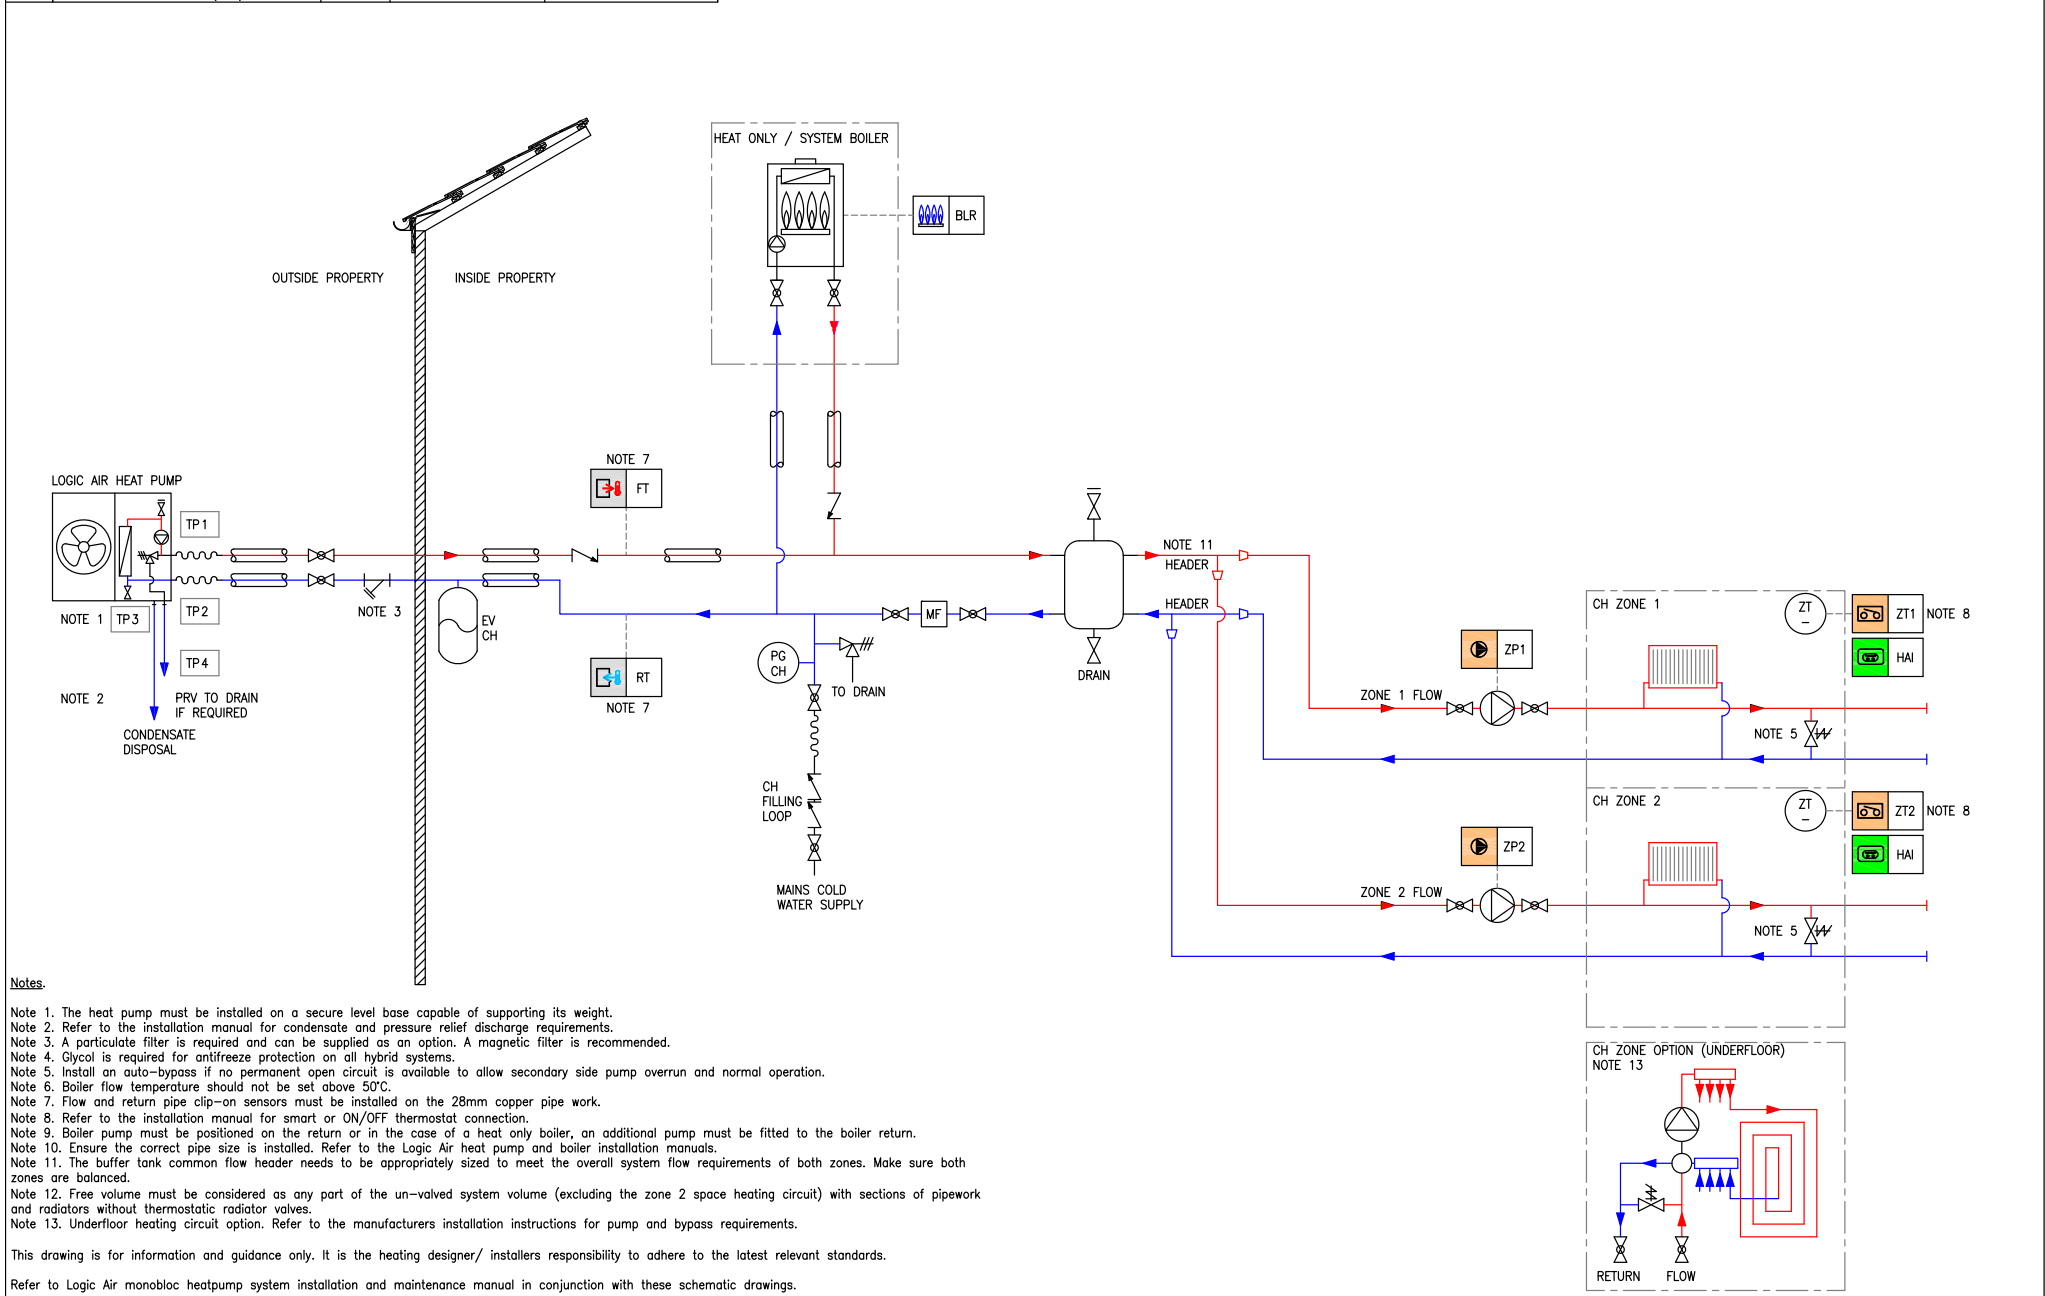 HEAT ONLY / SYSTEM BOILER
BLR
OUTSIDE PROPERTY
INSIDE PROPERTY
NOTE 7
FT
LOGIC AIR HEAT PUMP
TP1
TP2
TP3
TP4
NOTE 1
NOTE 2
NOTE 3
PRV TO DRAIN
IF REQUIRED
CONDENSATE
DISPOSAL
EV
CH
RT
NOTE 7
MF
PG
CH
TO DRAIN
CH
FILLING
LOOP
MAINS COLD
WATER SUPPLY
DRAIN
NOTE 11
HEADER
HEADER
CH ZONE 1
ZT
–
ZT1
NOTE 8
HAI
ZP1
ZONE 1 FLOW
NOTE 5
CH ZONE 2
ZT
–
ZT2
NOTE 8
HAI
ZP2
ZONE 2 FLOW
NOTE 5
CH ZONE OPTION (UNDERFLOOR)
NOTE 13
RETURN
FLOW
Notes.
Note 1. The heat pump must be installed on a secure level base capable of supporting its weight.
Note 2. Refer to the installation manual for condensate and pressure relief discharge requirements.
Note 3. A particulate filter is required and can be supplied as an option. A magnetic filter is recommended.
Note 4. Glycol is required for antifreeze protection on all hybrid systems.
Note 5. Install an auto-bypass if no permanent open circuit is available to allow secondary side pump overrun and normal operation.
Note 6. Boiler flow temperature should not be set above 50°C.
Note 7. Flow and return pipe clip-on sensors must be installed on the 28mm copper pipe work.
Note 8. Refer to the installation manual for smart or ON/OFF thermostat connection.
Note 9. Boiler pump must be positioned on the return or in the case of a heat only boiler, an additional pump must be fitted to the boiler return.
Note 10. Ensure the correct pipe size is installed. Refer to the Logic Air heat pump and boiler installation manuals.
Note 11. The buffer tank common flow header needs to be appropriately sized to meet the overall system flow requirements of both zones. Make sure both
zones are balanced.
Note 12. Free volume must be considered as any part of the un-valved system volume (excluding the zone 2 space heating circuit) with sections of pipework
and radiators without thermostatic radiator valves.
Note 13. Underfloor heating circuit option. Refer to the manufacturers installation instructions for pump and bypass requirements.
This drawing is for information and guidance only. It is the heating designer/ installers responsibility to adhere to the latest relevant standards.
Refer to Logic Air monobloc heatpump system installation and maintenance manual in conjunction with these schematic drawings.